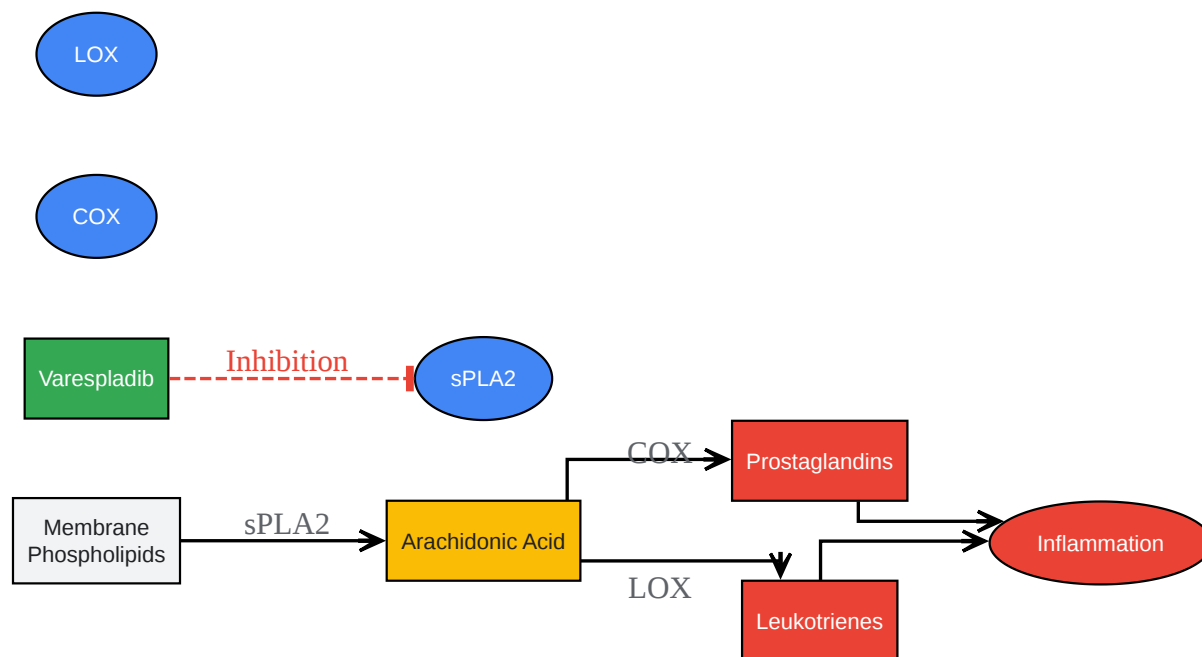 LOX
COX
Varespladib
Inhibition
sPLA2
COX
Prostaglandins
Membrane
Phospholipids
sPLA2
Arachidonic Acid
Inflammation
LOX
Leukotrienes